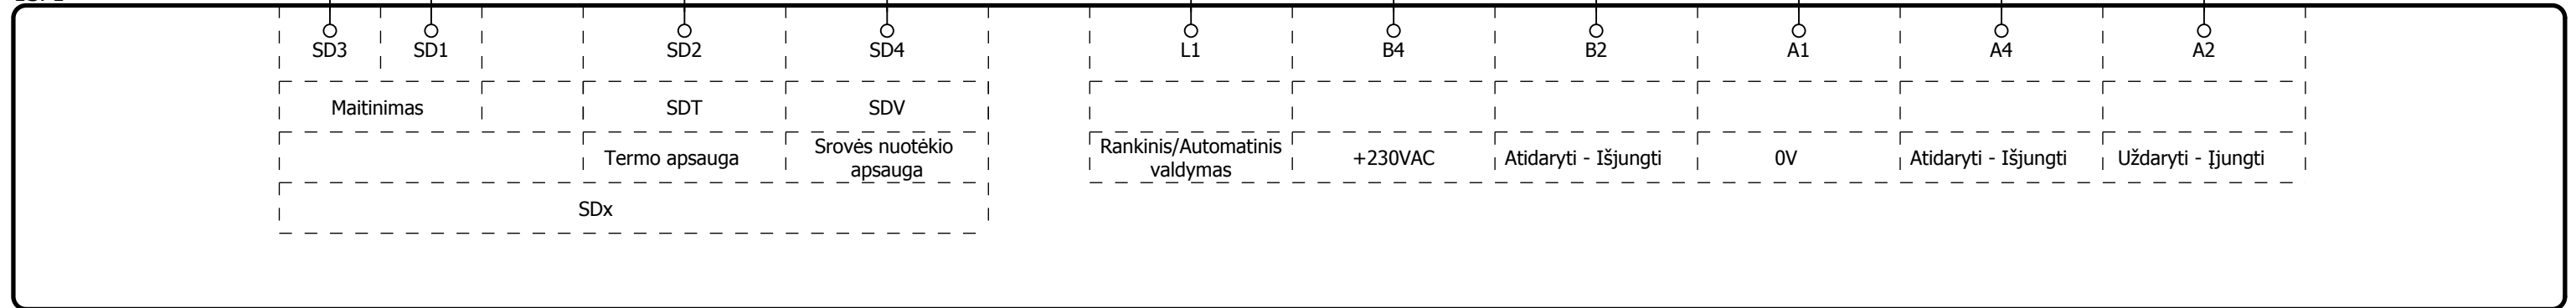 SD3 SD1 SD2 SD4 L1 B4 B2 A1 A4 A2
Maitinimas SDT SDV
Termo apsauga
Srovės nuotėkio
apsauga
Rankinis/Automatinis
valdymas
+230VAC
Atidaryti - Išjungti
0V
Atidaryti - Išjungti
Uždaryti - Įjungti
SDx